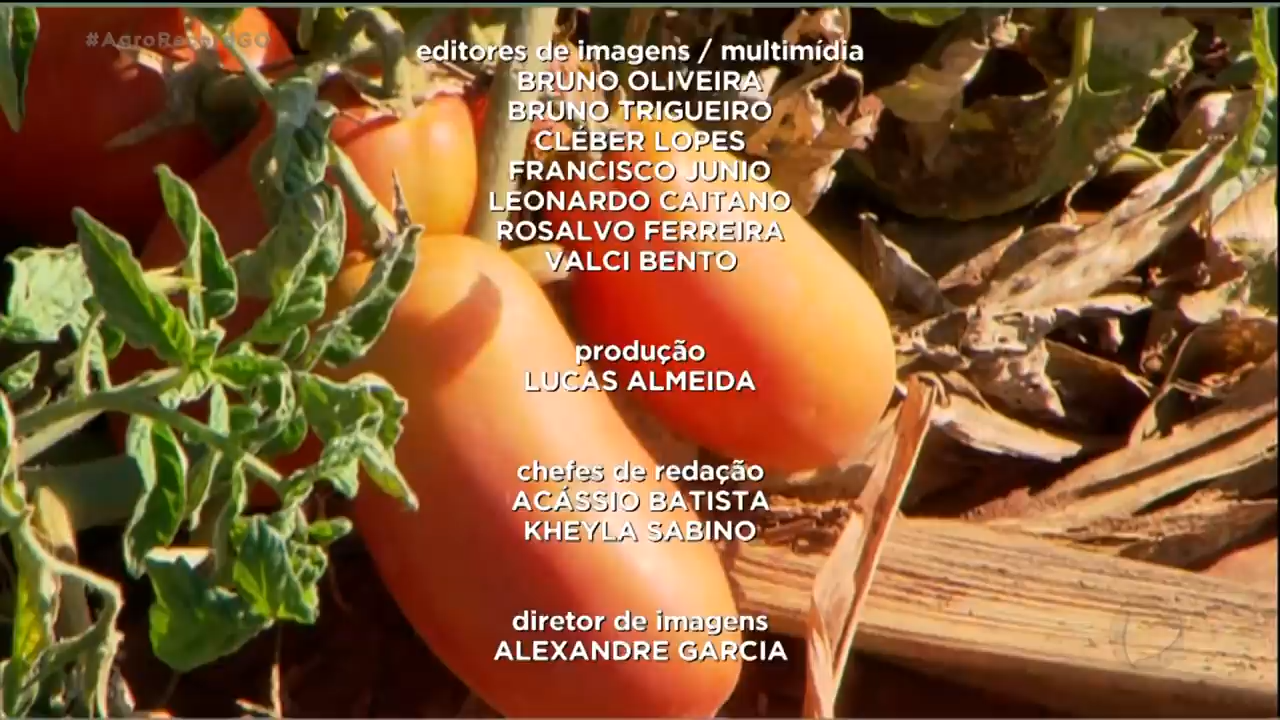 #AgroRecordGO
editores de imagens / multimídia
BRUNO OLIVEIRA
BRUNO TRIGUEIRO
CLÉBER LOPES
FRANCISCO JUNIO
LEONARDO CAITANO
ROSALVO FERREIRA
VALCI BENTO
produção
LUCAS ALMEIDA
chefes de redação
ACÁSSIO BATISTA
KHEYLA SABINO
diretor de imagens
ALEXANDRE GARCIA